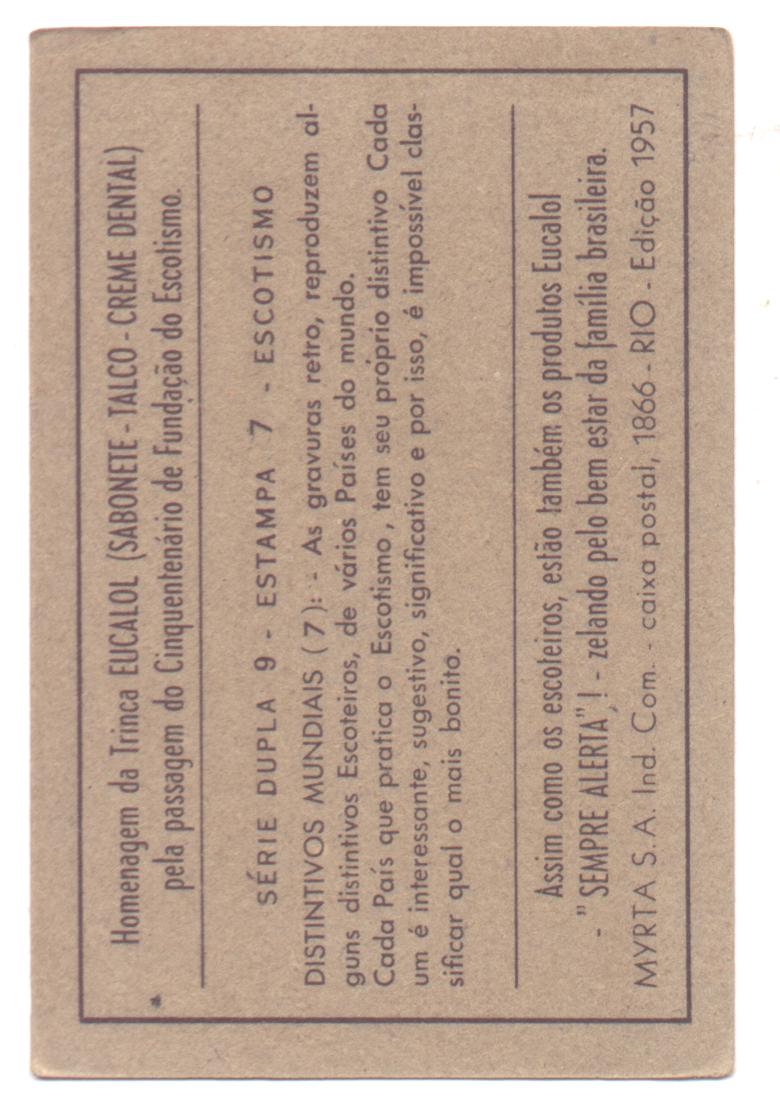 Homenagem da Trinca EUCALOL (SABONETE - TALCO - CREME DENTAL)
pela passagem do Cinquentenário de Fundação do Escotismo.
SÉRIE DUPLA 9 - ESTAMPA 7 - ESCOTISMO
DISTINTIVOS MUNDIAIS (7): - As gravuras retro, reproduzem al-
guns distintivos Escoteiros, de vários Países do mundo.
Cada País que pratica o Escotismo, tem seu próprio distintivo Cada
um é interessante, sugestivo, significativo e por isso, é impossível clas-
sificar qual o mais bonito.
Assim como os escoteiros, estão também os produtos Eucalol
- " SEMPRE ALERTA", ! - zelando pelo bem estar da família brasileira.
MYRTA S. A. Ind. Com. - caixa postal, 1866 - RIO - Edição 1957